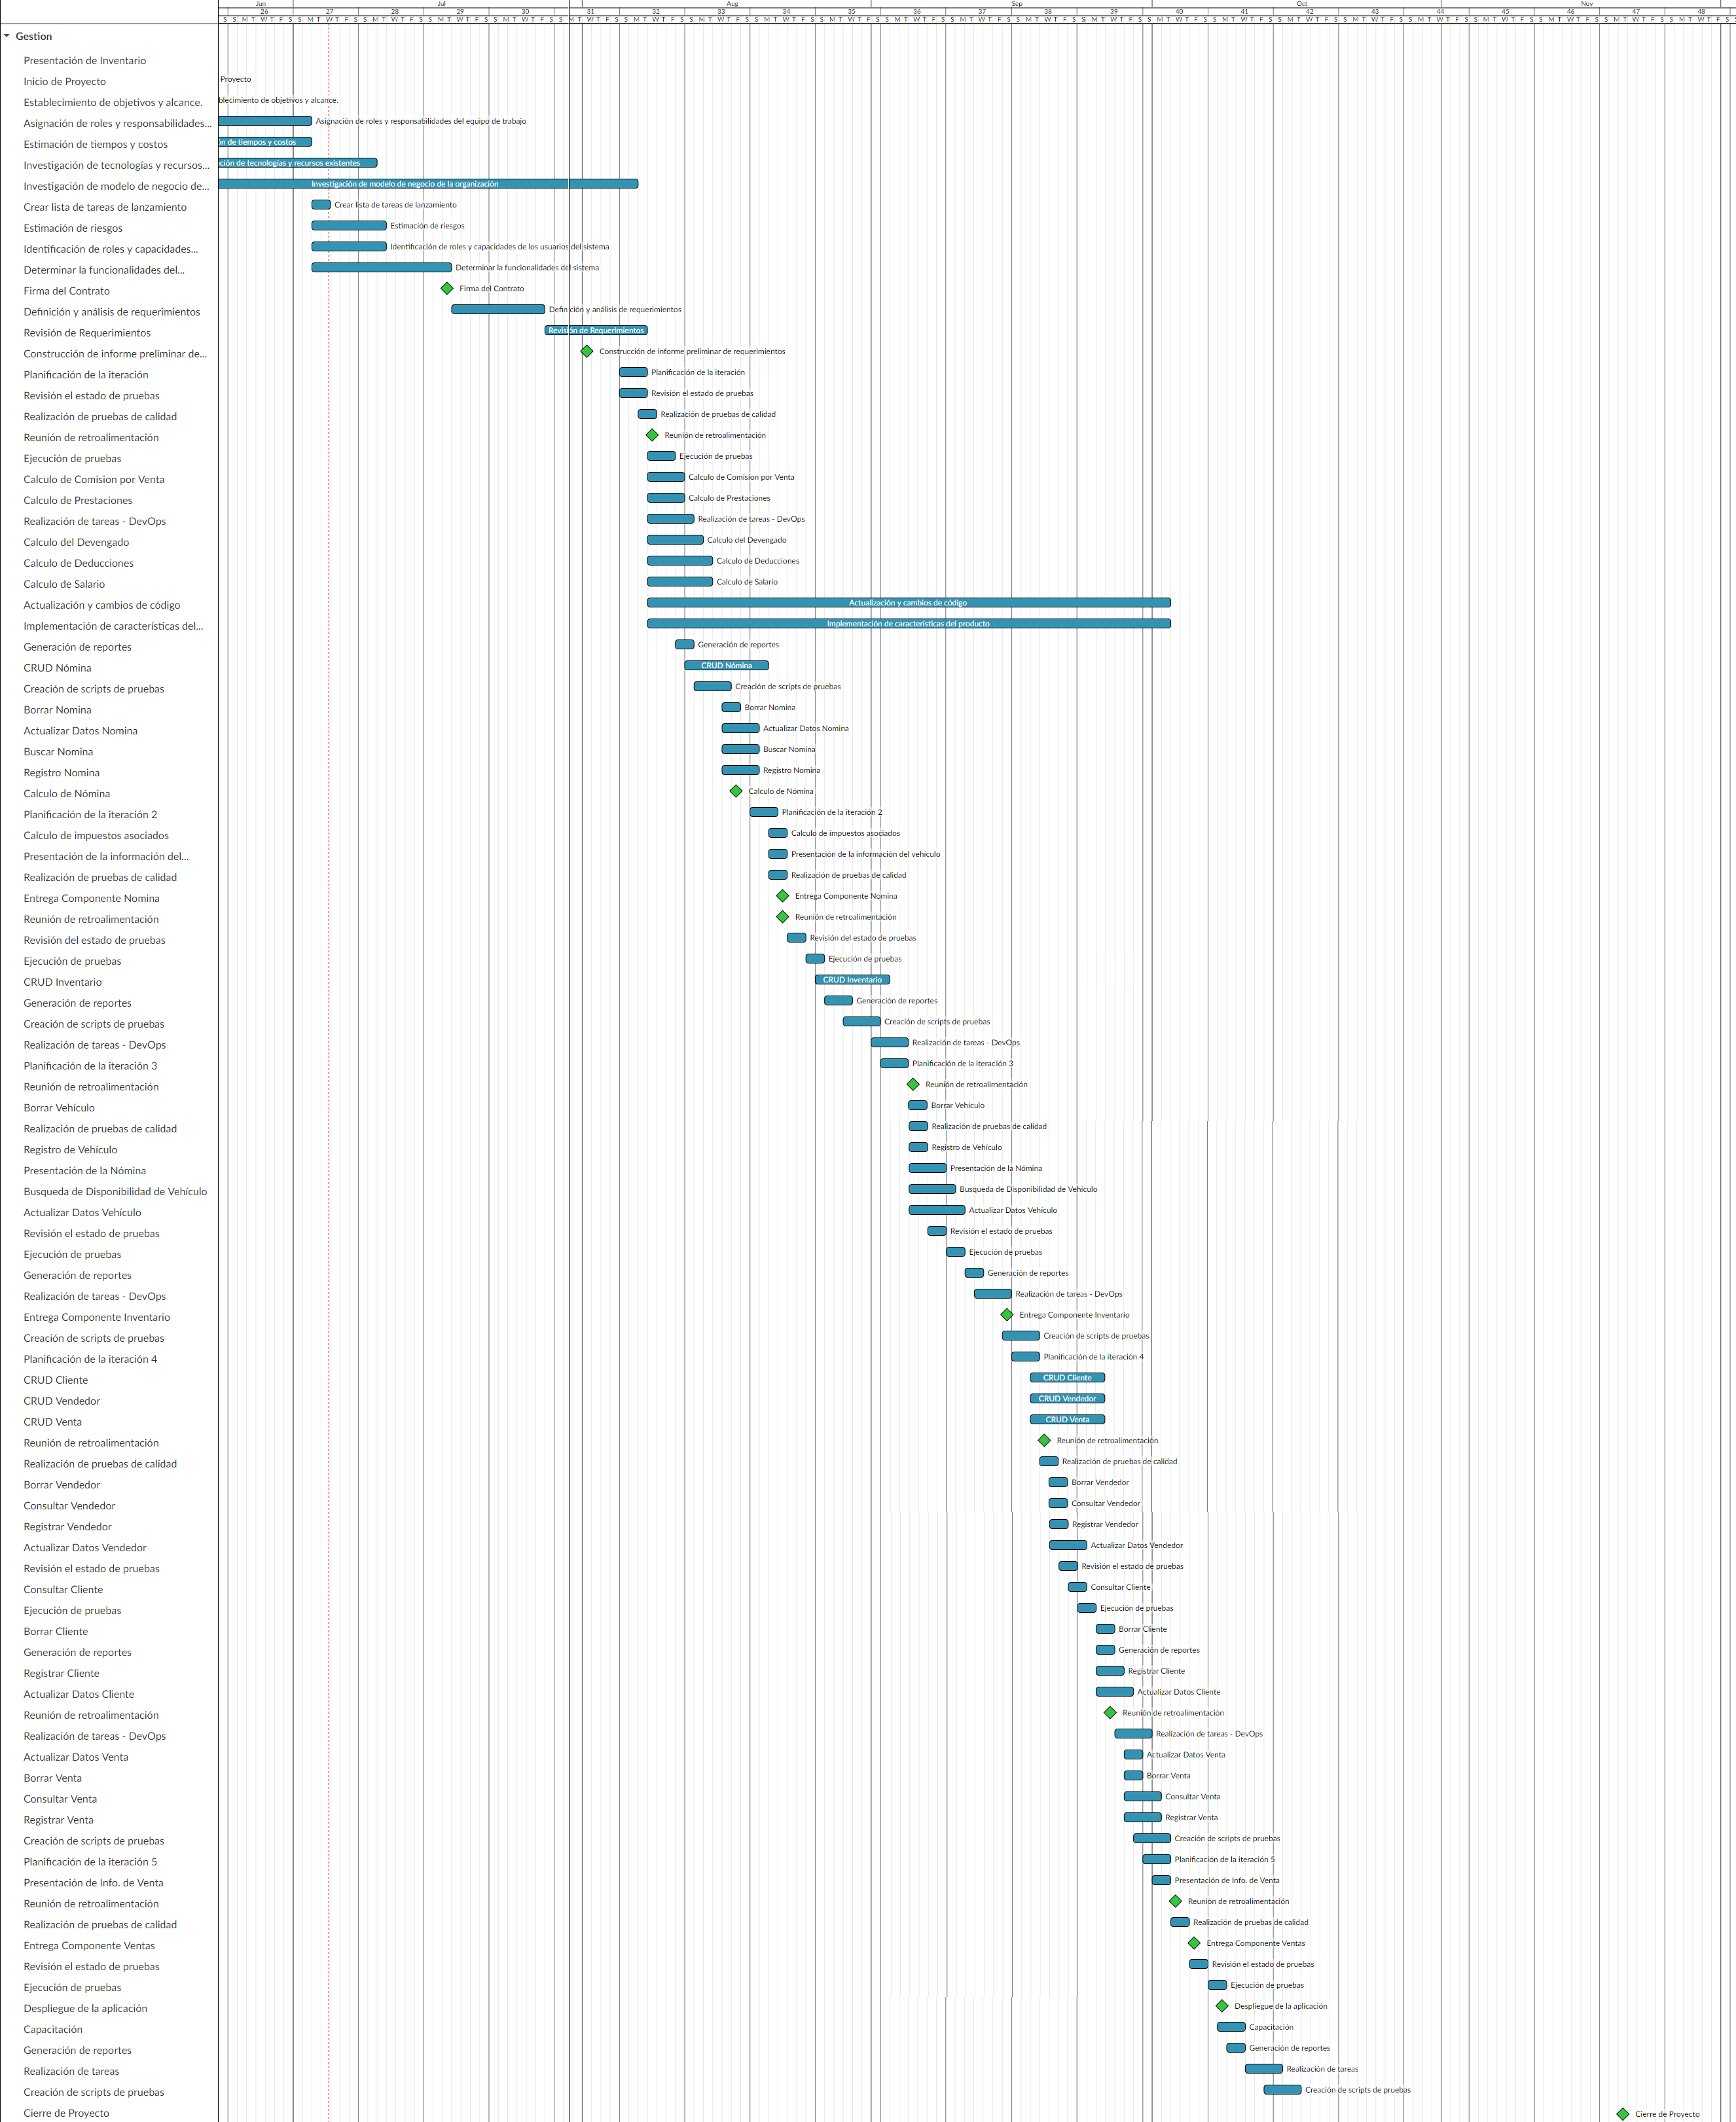 Jun Jul Aug Sep Oct Nov
26 27 28 29 30 31 32 33 34 35 36 37 38 39 40 41 42 43 44 45 46 47 48
S S M T W T F S S M T W T F S S M T W T F S S M T W T F S S M T W T F S S M T W T F S S M T W T F S S M T W T F S S M T W T F S S M T W T F S S M T W T F S S M T W T F S S M T W T F S S M T W T F S S M T W T F S S M T W T F S S M T W T F S S M T W T F S S M T W T F S S M T W T F S S M T W T F S S M T W T F S S M T W T F S
Gestion
Presentación de Inventario
Inicio de Proyecto Proyecto
Establecimiento de objetivos y alcance. blecimiento de objetivos y alcance.
Asignación de roles y responsabilidades... Asignación de roles y responsabilidades del equipo de trabajo
Estimación de tiempos y costos ón de tiempos y costos
Investigación de tecnologías y recursos... ción de tecnologías y recursos existentes
Investigación de modelo de negocio de... Investigación de modelo de negocio de la organización
Crear lista de tareas de lanzamiento Crear lista de tareas de lanzamiento
Estimación de riesgos Estimación de riesgos
Identificación de roles y capacidades... Identificación de roles y capacidades de los usuarios del sistema
Determinar la funcionalidades del... Determinar la funcionalidades del sistema
Firma del Contrato Firma del Contrato
Definición y análisis de requerimientos Definición y análisis de requerimientos
Revisión de Requerimientos Revisión de Requerimientos
Construcción de informe preliminar de... Construcción de informe preliminar de requerimientos
Planificación de la iteración Planificación de la iteración
Revisión el estado de pruebas Revisión el estado de pruebas
Realización de pruebas de calidad Realización de pruebas de calidad
Reunión de retroalimentación Reunión de retroalimentación
Ejecución de pruebas Ejecución de pruebas
Calculo de Comision por Venta Calculo de Comision por Venta
Calculo de Prestaciones Calculo de Prestaciones
Realización de tareas - DevOps Realización de tareas - DevOps
Calculo del Devengado Calculo del Devengado
Calculo de Deducciones Calculo de Deducciones
Calculo de Salario Calculo de Salario
Actualización y cambios de código Actualización y cambios de código
Implementación de características del... Implementación de características del producto
Generación de reportes Generación de reportes
CRUD Nómina CRUD Nómina
Creación de scripts de pruebas Creación de scripts de pruebas
Borrar Nomina Borrar Nomina
Actualizar Datos Nomina Actualizar Datos Nomina
Buscar Nomina Buscar Nomina
Registro Nomina Registro Nomina
Calculo de Nómina Calculo de Nómina
Planificación de la iteración 2 Planificación de la iteración 2
Calculo de impuestos asociados Calculo de impuestos asociados
Presentación de la información del... Presentación de la información del vehículo
Realización de pruebas de calidad Realización de pruebas de calidad
Entrega Componente Nomina Entrega Componente Nomina
Reunión de retroalimentación Reunión de retroalimentación
Revisión del estado de pruebas Revisión del estado de pruebas
Ejecución de pruebas Ejecución de pruebas
CRUD Inventario CRUD Inventario
Generación de reportes Generación de reportes
Creación de scripts de pruebas Creación de scripts de pruebas
Realización de tareas - DevOps Realización de tareas - DevOps
Planificación de la iteración 3 Planificación de la iteración 3
Reunión de retroalimentación Reunión de retroalimentación
Borrar Vehículo Borrar Vehículo
Realización de pruebas de calidad Realización de pruebas de calidad
Registro de Vehículo Registro de Vehículo
Presentación de la Nómina Presentación de la Nómina
Busqueda de Disponibilidad de Vehículo Busqueda de Disponibilidad de Vehículo
Actualizar Datos Vehículo Actualizar Datos Vehículo
Revisión el estado de pruebas Revisión el estado de pruebas
Ejecución de pruebas Ejecución de pruebas
Generación de reportes Generación de reportes
Realización de tareas - DevOps Realización de tareas - DevOps
Entrega Componente Inventario Entrega Componente Inventario
Creación de scripts de pruebas Creación de scripts de pruebas
Planificación de la iteración 4 Planificación de la iteración 4
CRUD Cliente CRUD Cliente
CRUD Vendedor CRUD Vendedor
CRUD Venta CRUD Venta
Reunión de retroalimentación Reunión de retroalimentación
Realización de pruebas de calidad Realización de pruebas de calidad
Borrar Vendedor Borrar Vendedor
Consultar Vendedor Consultar Vendedor
Registrar Vendedor Registrar Vendedor
Actualizar Datos Vendedor Actualizar Datos Vendedor
Revisión el estado de pruebas Revisión el estado de pruebas
Consultar Cliente Consultar Cliente
Ejecución de pruebas Ejecución de pruebas
Borrar Cliente Borrar Cliente
Generación de reportes Generación de reportes
Registrar Cliente Registrar Cliente
Actualizar Datos Cliente Actualizar Datos Cliente
Reunión de retroalimentación Reunión de retroalimentación
Realización de tareas - DevOps Realización de tareas - DevOps
Actualizar Datos Venta Actualizar Datos Venta
Borrar Venta Borrar Venta
Consultar Venta Consultar Venta
Registrar Venta Registrar Venta
Creación de scripts de pruebas Creación de scripts de pruebas
Planificación de la iteración 5 Planificación de la iteración 5
Presentación de Info. de Venta Presentación de Info. de Venta
Reunión de retroalimentación Reunión de retroalimentación
Realización de pruebas de calidad Realización de pruebas de calidad
Entrega Componente Ventas Entrega Componente Ventas
Revisión el estado de pruebas Revisión el estado de pruebas
Ejecución de pruebas Ejecución de pruebas
Despliegue de la aplicación Despliegue de la aplicación
Capacitación Capacitación
Generación de reportes Generación de reportes
Realización de tareas Realización de tareas
Creación de scripts de pruebas Creación de scripts de pruebas
Cierre de Proyecto Cierre de Proyecto